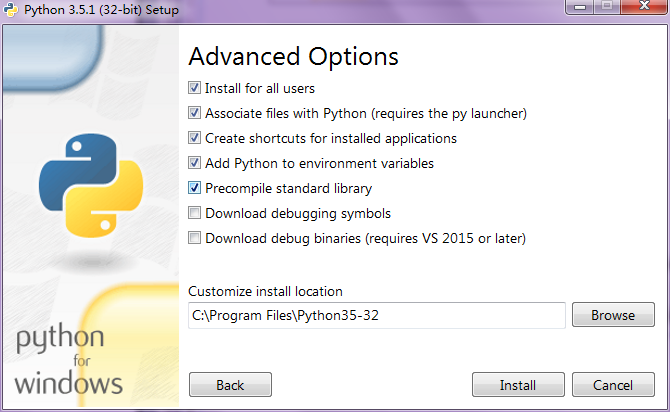 Python 3.5.1 (32-bit) Setup
Advanced Options
Install for all users
Associate files with Python (requires the py launcher)
Create shortcuts for installed applications
Add Python to environment variables
Precompile standard library
Download debugging symbols
Download debug binaries (requires VS 2015 or later)
Customize install location
C:\Program Files\Python35-32
Browse
python
for
windows
Back
Install
Cancel